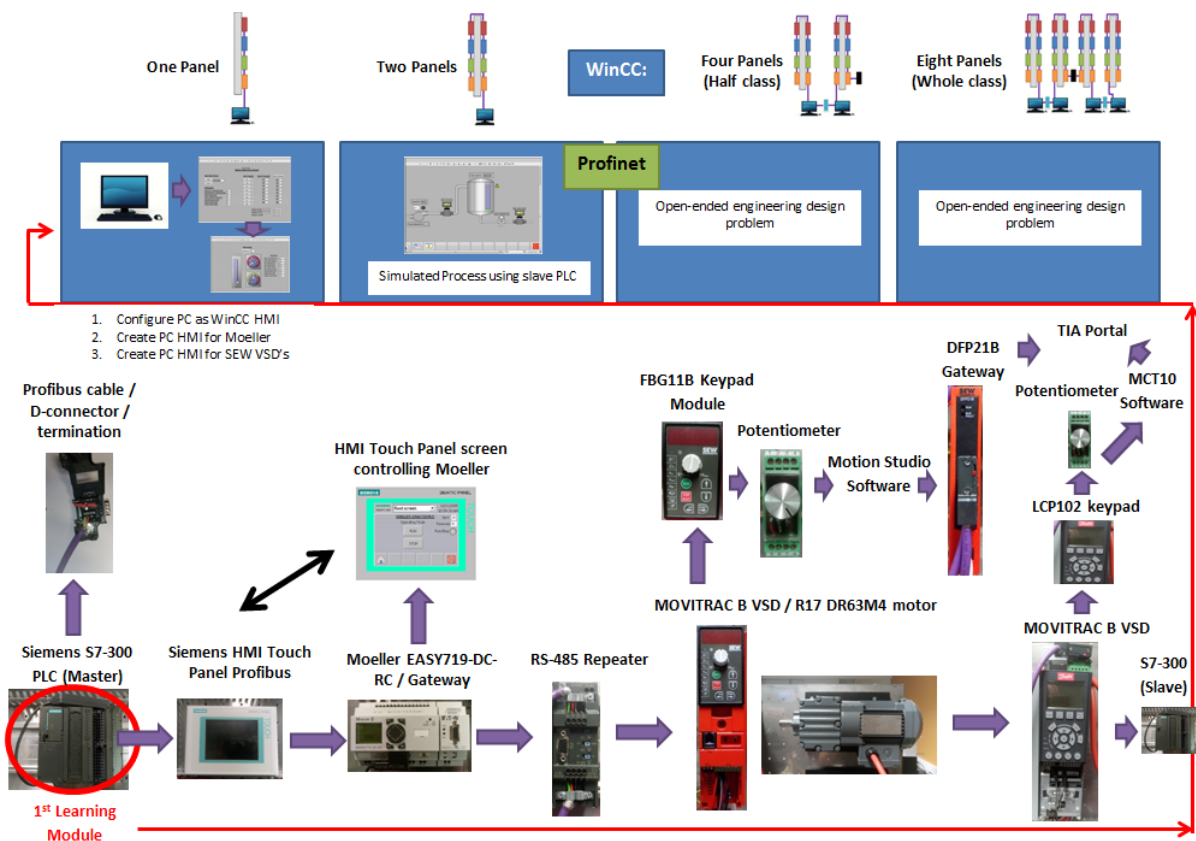 One Panel
Two Panels
WinCC:
Four Panels
(Half class)
Eight Panels
(Whole class)
Profinet
Simulated Process using slave PLC
Open-ended engineering design
problem
Open-ended engineering design
problem
1. Configure PC as WinCC HMI
2. Create PC HMI for Moeller
3. Create PC HMI for SEW VSD's
Profibus cable /
D-connector /
termination
HMI Touch Panel screen
controlling Moeller
SIEMENS
SIMATIC PANEL
TOUCH
FBG11B Keypad
Module
SEW
Potentiometer
Motion Studio
Software
DFP21B
Gateway
TIA Portal
Potentiometer
MCT10
Software
LCP102 keypad
Siemens S7-300
PLC (Master)
Siemens HMI Touch
Panel Profibus
Moeller EASY719-DC-
RC / Gateway
RS-485 Repeater
MOVITRAC B VSD / R17 DR63M4 motor
MOVITRAC B VSD
S7-300
(Slave)
1st Learning
Module